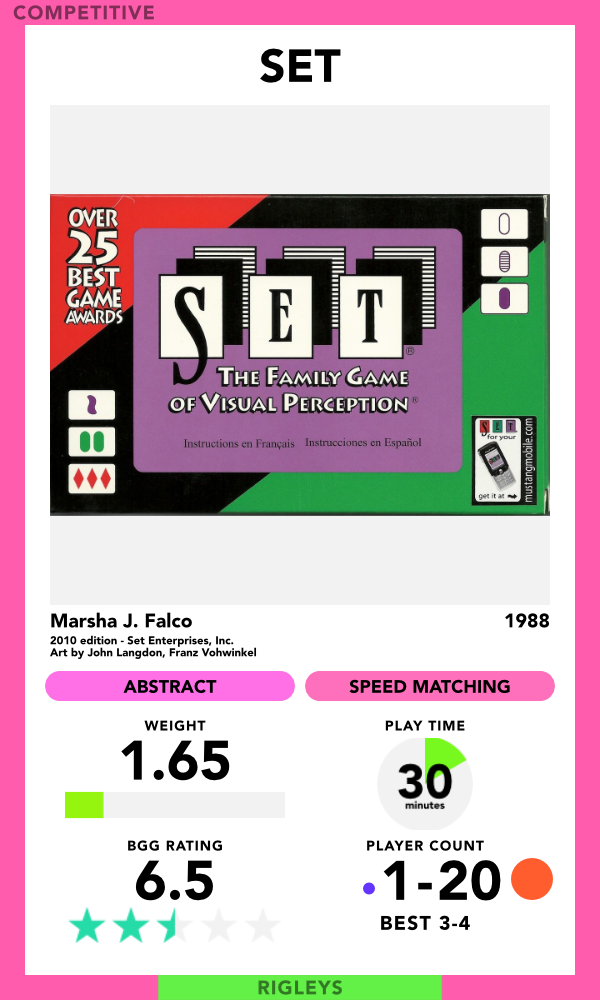 COMPETITIVE
SET
OVER
25
BEST
GAME
AWARDS
SET®
THE FAMILY GAME
OF VISUAL PERCEPTION®
Instructions en Français Instrucciones en Español
SET
for your
get it at
mustangmobile.com
Marsha J. Falco
1988
2010 edition - Set Enterprises, Inc.
Art by John Langdon, Franz Vohwinkel
ABSTRACT
SPEED MATCHING
WEIGHT
1.65
PLAY TIME
30
minutes
BGG RATING
6.5
PLAYER COUNT
1-20
BEST 3-4
RIGLEYS